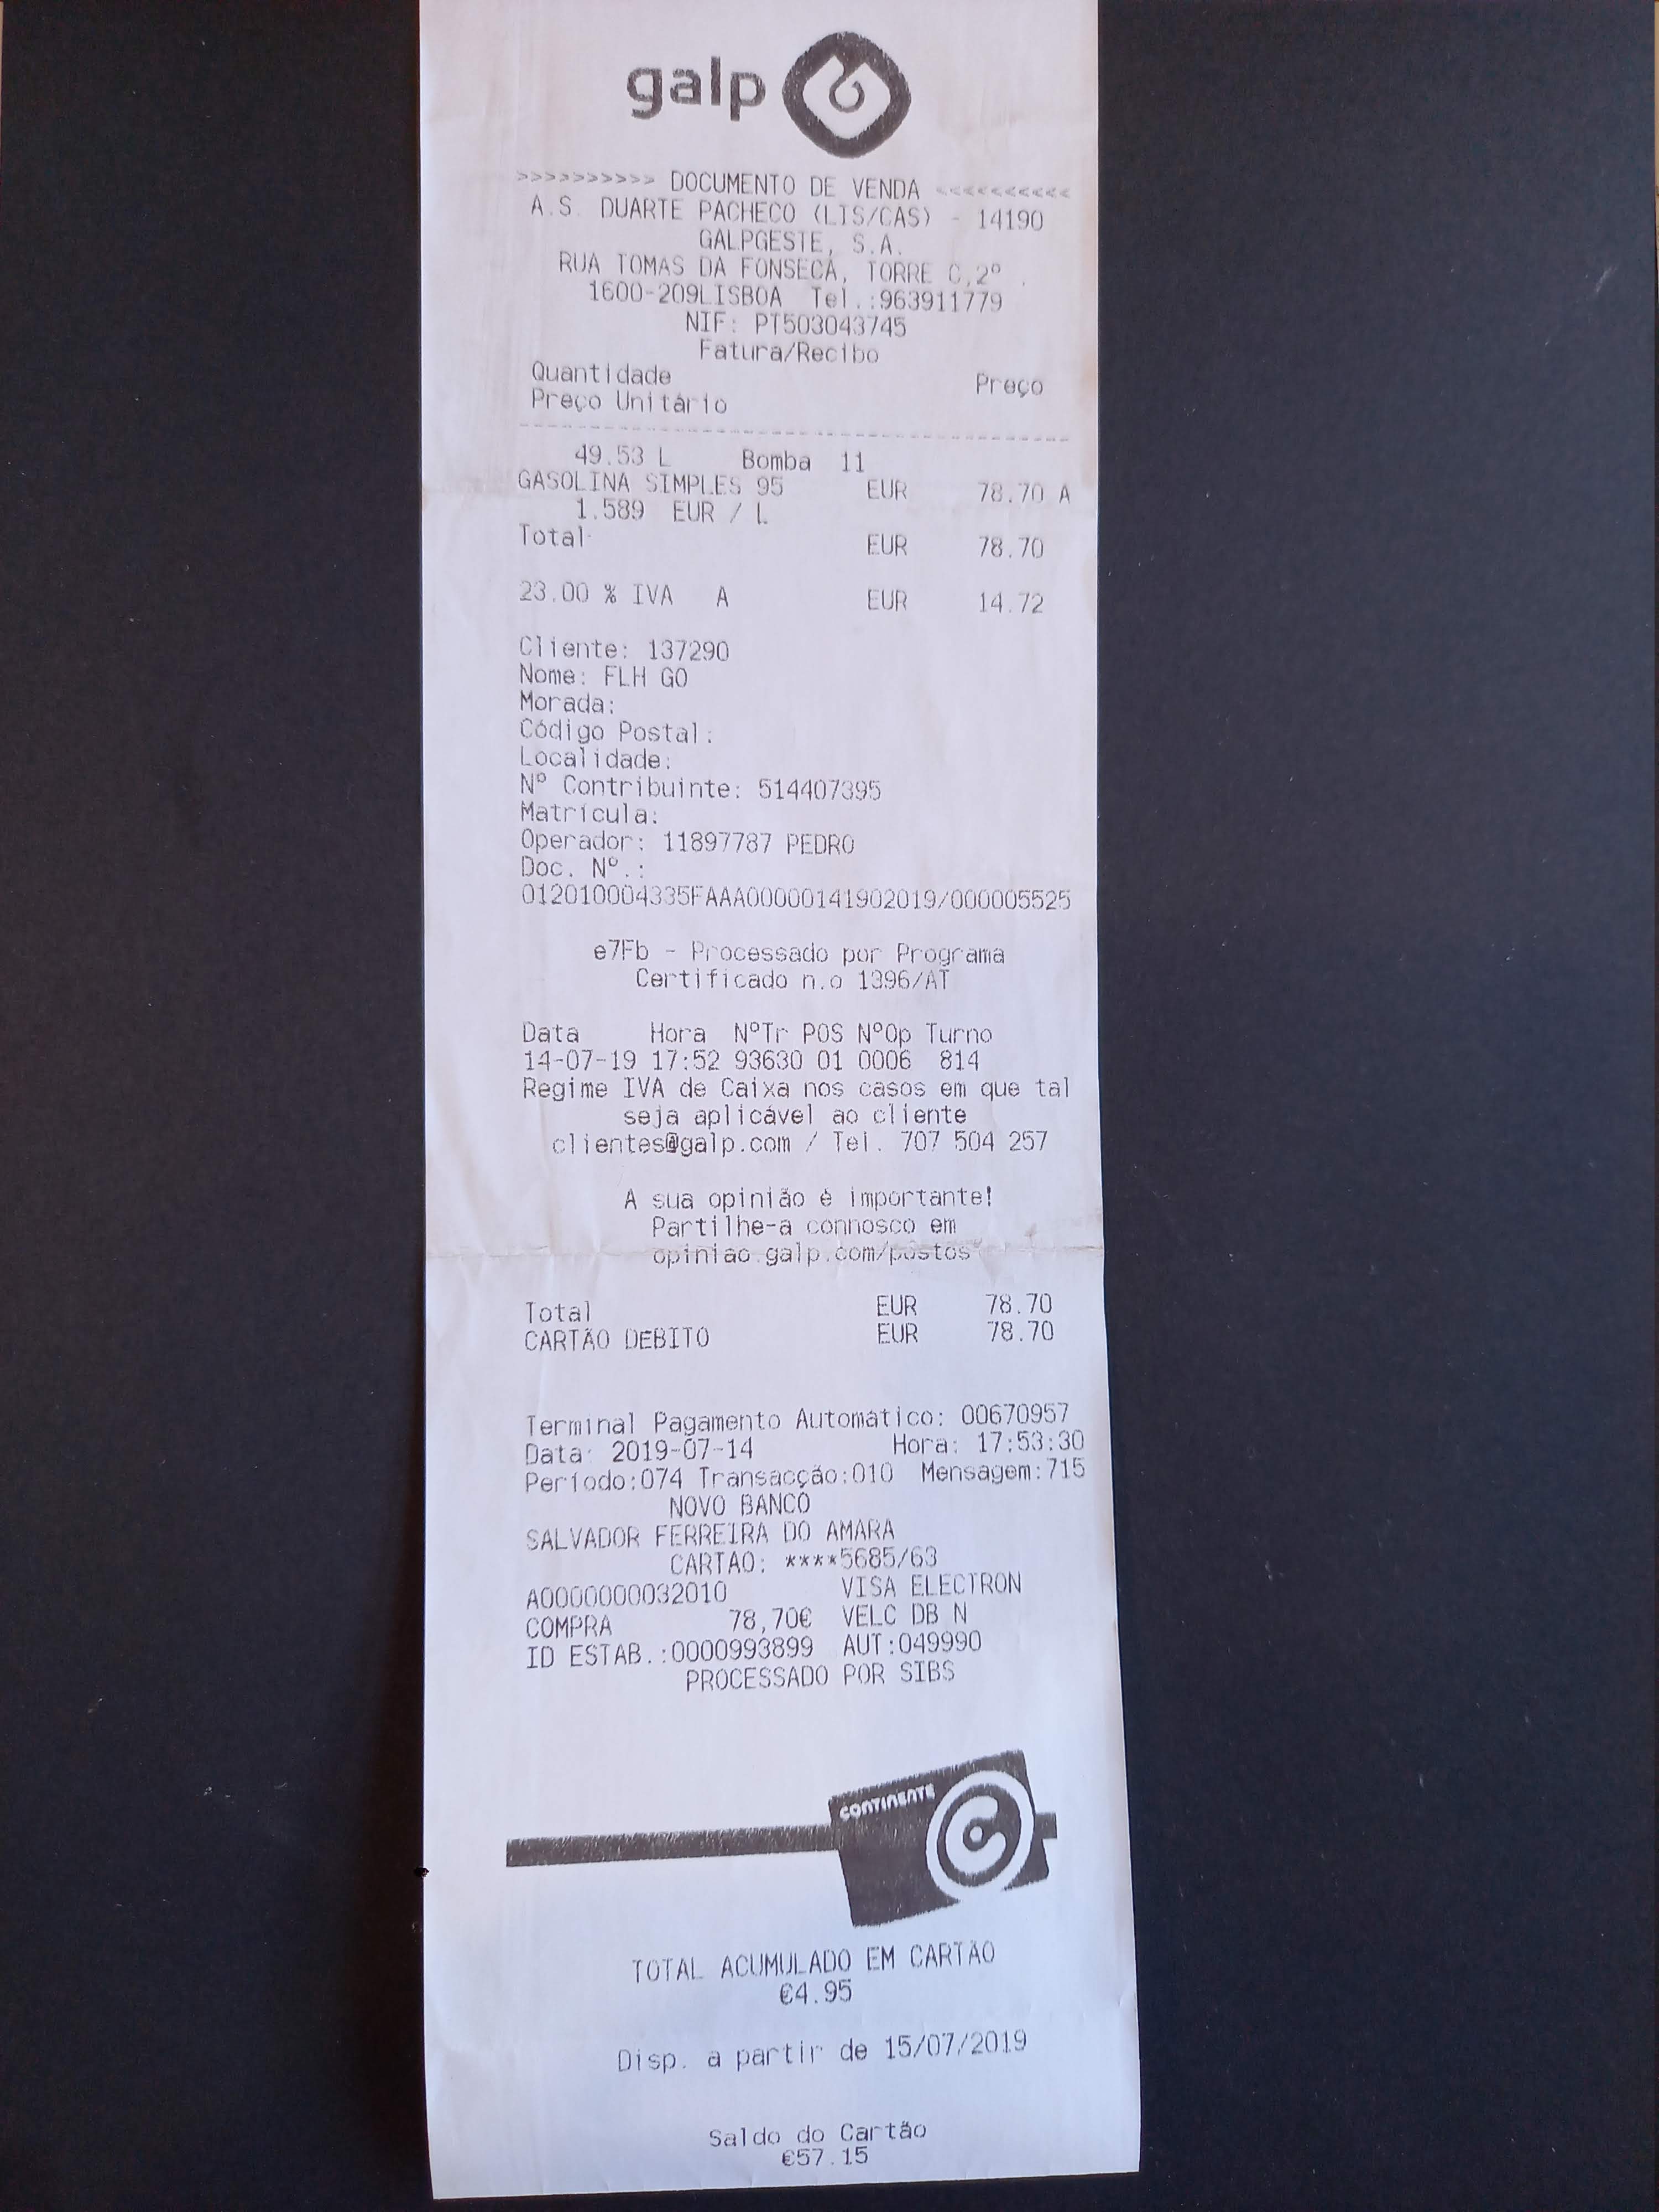 galp
>>>>>>>>>> DOCUMENTO DE VENDA <<<<<<<<<<
A.S. DUARTE PACHECO (LIS/CAS) - 14190
GALPGESTE, S.A.
RUA TOMAS DA FONSECA, TORRE C,2º .
1600-209LISBOA Tel.:963911779
NIF: PT503043745
Fatura/Recibo
Quantidade Preço
Preço Unitário
49.53 L Bomba 11
GASOLINA SIMPLES 95 EUR 78.70 A
1.589 EUR / L
Total EUR 78.70
23.00 % IVA A EUR 14.72
Cliente: 137290
Nome: FLH GO
Morada:
Código Postal:
Localidade:
Nº Contribuinte: 514407395
Matrícula:
Operador: 11897787 PEDRO
Doc. Nº.:
012010004335FAAA00000141902019/000005525
e7Fb - Processado por Programa
Certificado n.o 1396/AT
Data Hora NºTr POS NºOp Turno
14-07-19 17:52 93630 01 0006 814
Regime IVA de Caixa nos casos em que tal
seja aplicável ao cliente
clientes@galp.com / Tel. 707 504 257
A sua opinião é importante!
Partilhe-a connosco em
opiniao.galp.com/postos
Total EUR 78.70
CARTÃO DEBITO EUR 78.70
Terminal Pagamento Automático: 00670957
Data: 2019-07-14 Hora: 17:53:30
Período:074 Transacção:010 Mensagem:715
NOVO BANCO
SALVADOR FERREIRA DO AMARA
CARTAO: ****5685/63
A0000000032010 VISA ELECTRON
COMPRA 78,70€ VELC DB N
ID ESTAB.:0000993899 AUT:049990
PROCESSADO POR SIBS
CONTINENTE
TOTAL ACUMULADO EM CARTÃO
€4.95
Disp. a partir de 15/07/2019
Saldo do Cartão
€57.15